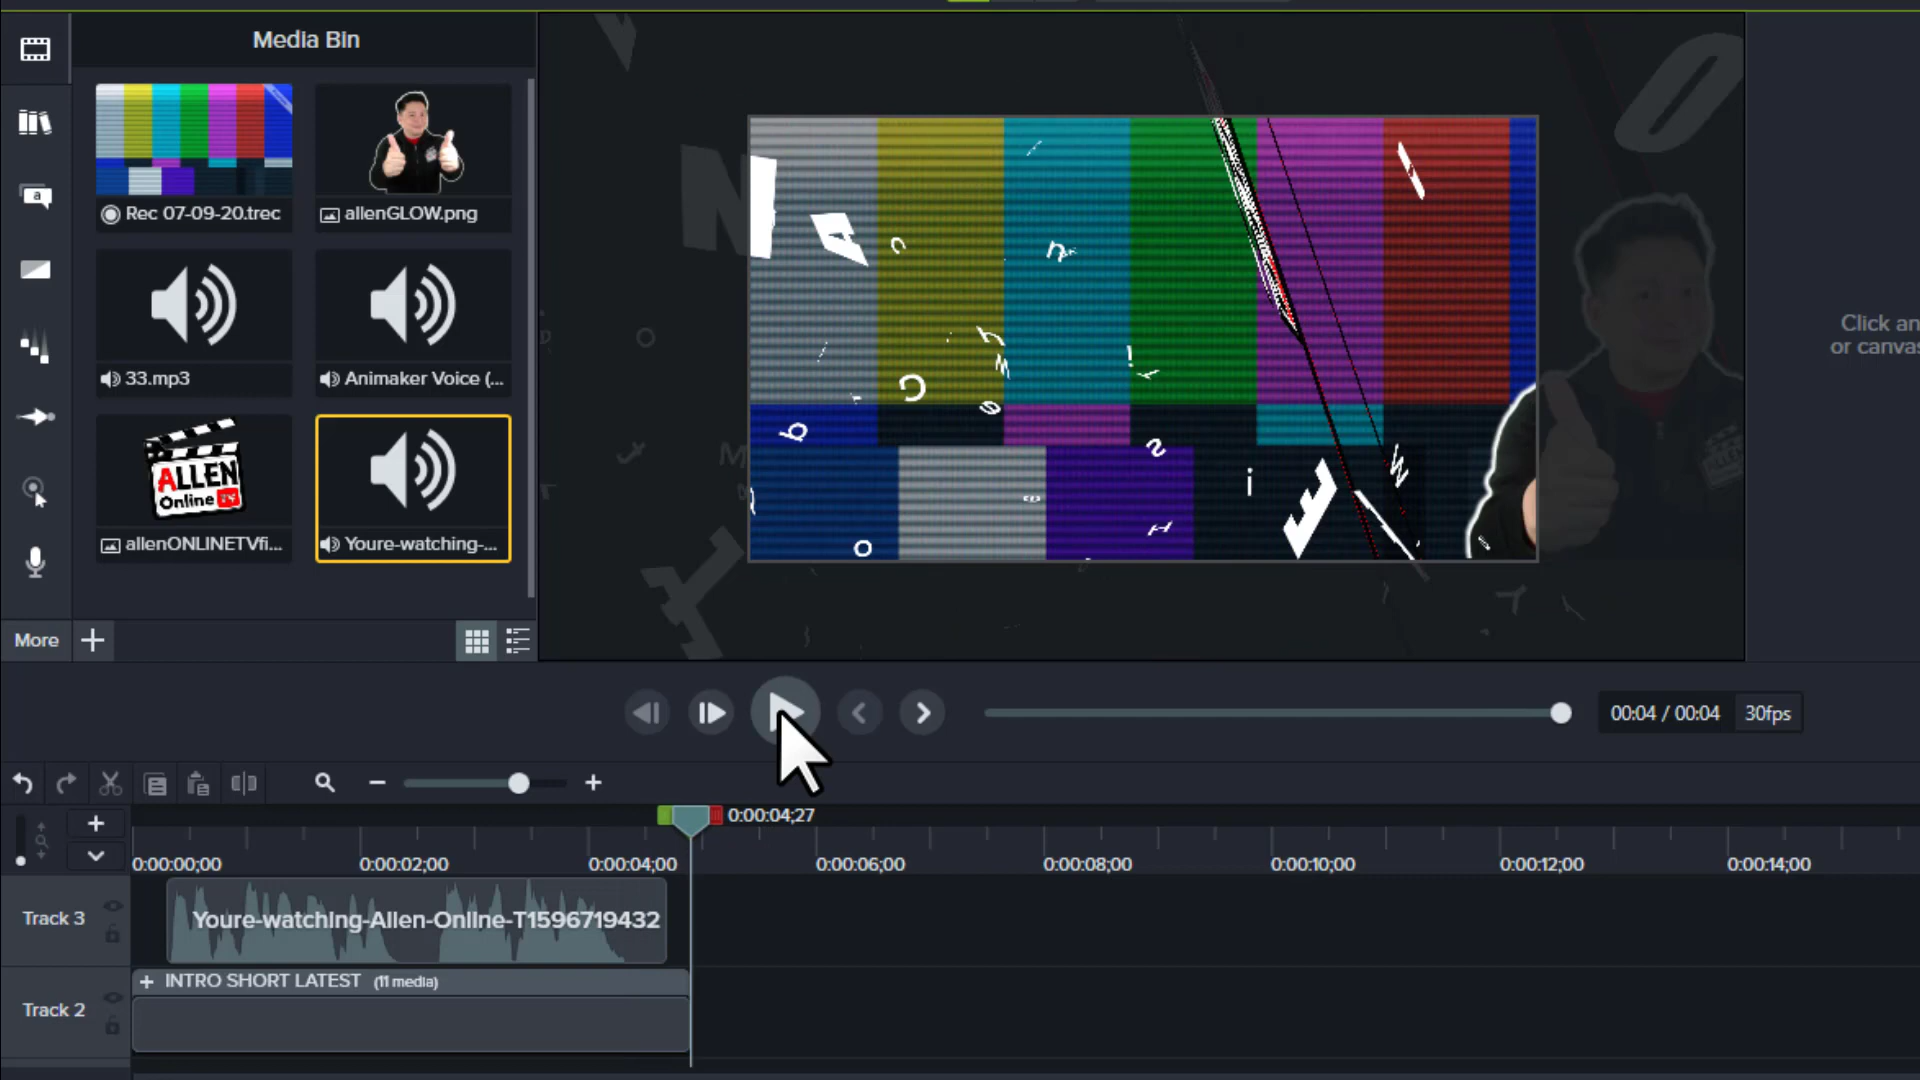 Media Bin
Rec 07-09-20.trec
allenGLOW.png
33.mp3
Animaker Voice (...
ALLEN
Online TV
allenONLINETVfi...
Youre-watching-...
Click an
or canvas
More
00:04 / 00:04
30fps
0:00:04;27
0:00:00;00
0:00:02;00
0:00:04;00
0:00:06;00
0:00:08;00
0:00:10;00
0:00:12;00
0:00:14;00
Track 3
Youre-watching-Allen-Online-T1596719432
INTRO SHORT LATEST (11 media)
Track 2